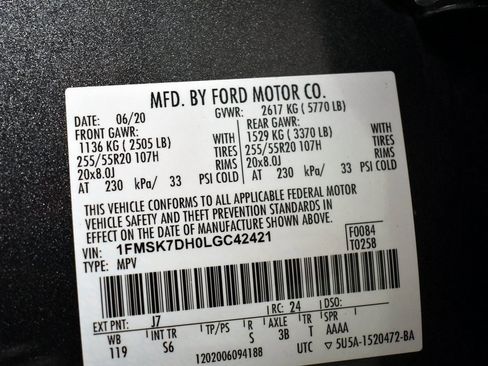 MFD. BY FORD MOTOR CO.
DATE: 06/20 GVWR: 2617 KG ( 5770 LB)
FRONT GAWR: REAR GAWR:
1136 KG ( 2505 LB) WITH 1529 KG ( 3370 LB) WITH
255/55R20 107H TIRES 255/55R20 107H TIRES
20x8.0J RIMS 20x8.0J RIMS
AT 230 kPa/ 33 PSI COLD AT 230 kPa/ 33 PSI COLD
THIS VEHICLE CONFORMS TO ALL APPLICABLE FEDERAL MOTOR
VEHICLE SAFETY AND THEFT PREVENTION STANDARDS IN
EFFECT ON THE DATE OF MANUFACTURE SHOWN ABOVE.
VIN: 1FMSK7DH0LGC42421 F0084
TYPE: MPV T0258
EXT PNT: J7 RC: 24 DSO:
WB INT TR TP/PS R AXLE TR SPR
119 S6 S 3B T AAAA
1202006094188 UTC 5U5A-1520472-BA